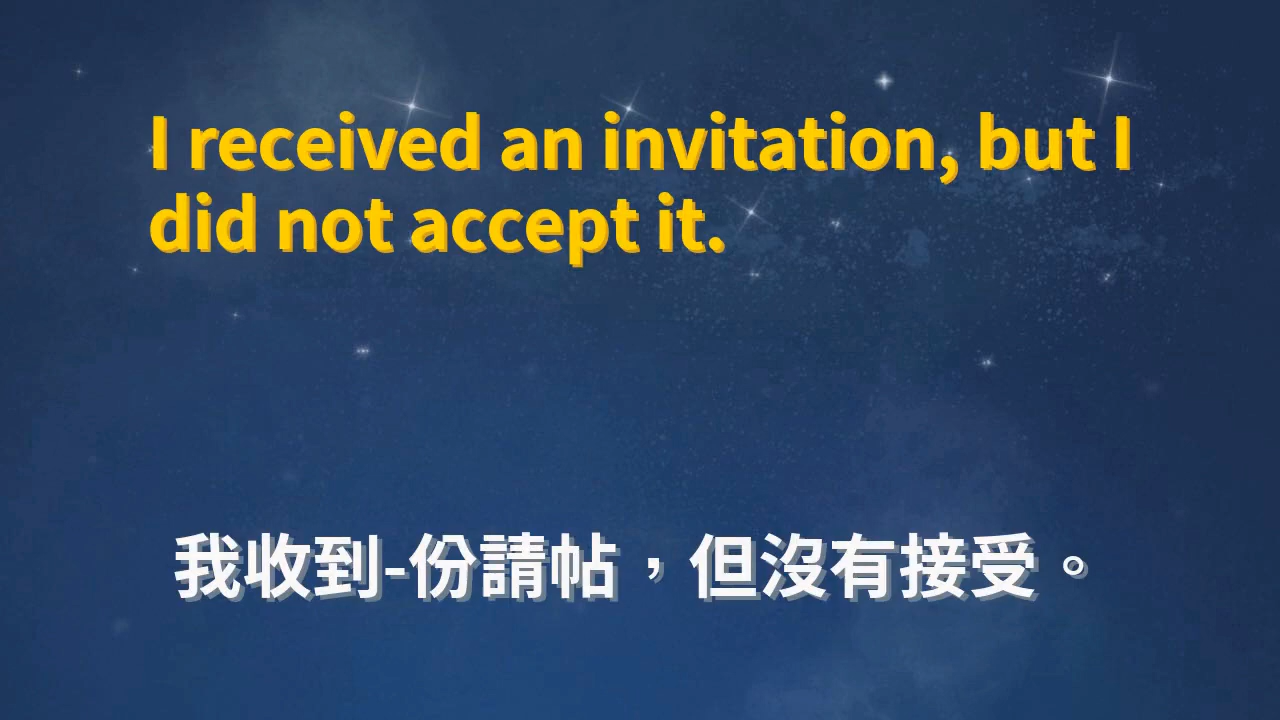 I received an invitation, but I
did not accept it.
我收到-份請帖，但沒有接受。